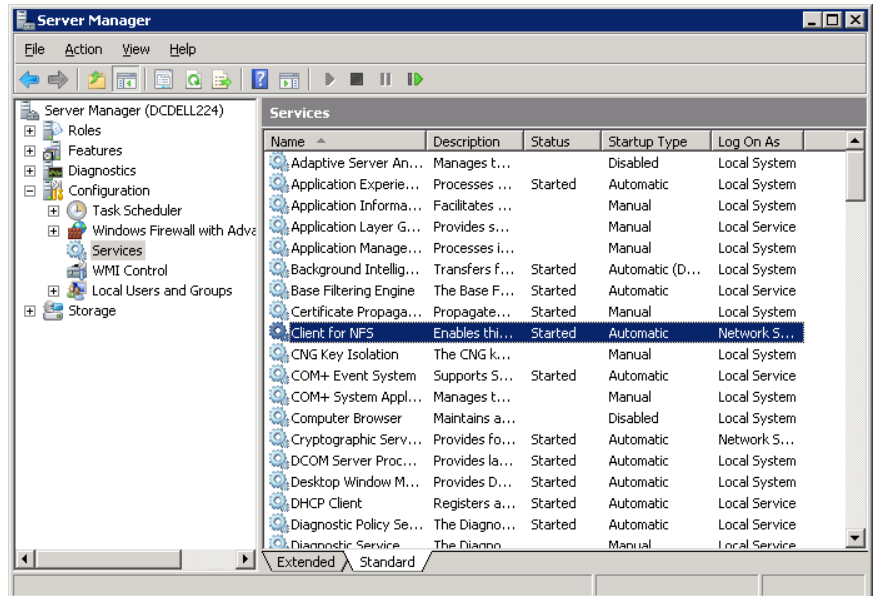 Server Manager
File Action View Help
Server Manager (DCDELL224)
Roles
Features
Diagnostics
Configuration
Task Scheduler
Windows Firewall with Adva
Services
WMI Control
Local Users and Groups
Storage
Services
Name Description Status Startup Type Log On As
Adaptive Server An... Manages t... Disabled Local System
Application Experie... Processes ... Started Automatic Local System
Application Informa... Facilitates ... Manual Local System
Application Layer G... Provides s... Manual Local Service
Application Manage... Processes i... Manual Local System
Background Intellig... Transfers f... Started Automatic (D... Local System
Base Filtering Engine The Base F... Started Automatic Local Service
Certificate Propaga... Propagate... Started Manual Local System
Client for NFS Enables thi... Started Automatic Network S...
CNG Key Isolation The CNG k... Manual Local System
COM+ Event System Supports S... Started Automatic Local Service
COM+ System Appl... Manages t... Manual Local System
Computer Browser Maintains a... Disabled Local System
Cryptographic Serv... Provides fo... Started Automatic Network S...
DCOM Server Proc... Provides la... Started Automatic Local System
Desktop Window M... Provides D... Started Automatic Local System
DHCP Client Registers a... Started Automatic Local Service
Diagnostic Policy Se... The Diagno... Started Automatic Local Service
Diagnostic Service The Diagno Manual Local Service
Extended Standard